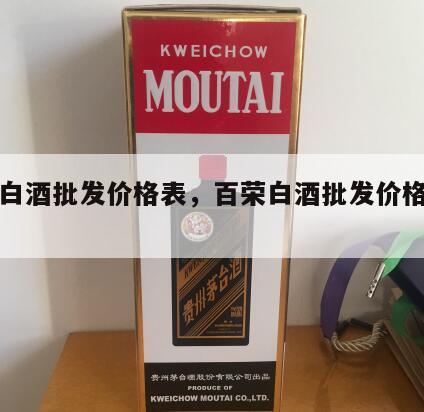 KWEICHOW
MOUTAI
白酒批发价格表，百荣白酒批发价格
贵州茅台酒
贵州茅台酒股份有限公司出品
PRODUCE OF
KWEICHOW MOUTAI CO.,LTD.